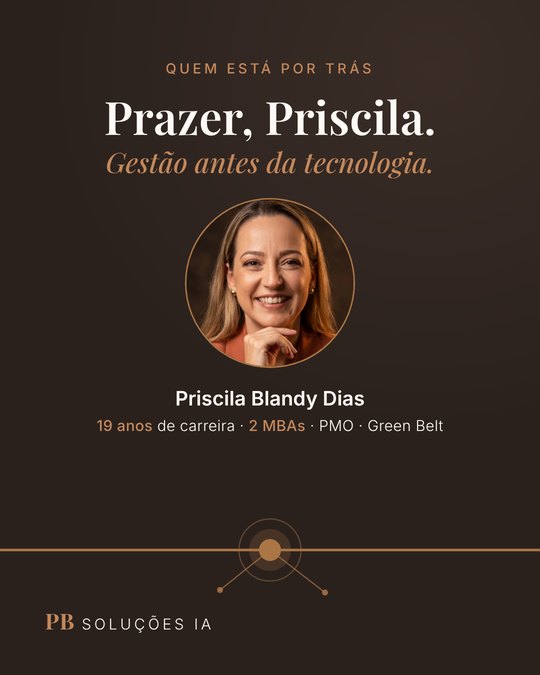 QUEM ESTÁ POR TRÁS
Prazer, Priscila.
Gestão antes da tecnologia.
Priscila Blandy Dias
19 anos de carreira · 2 MBAs · PMO · Green Belt
PB SOLUÇÕES IA